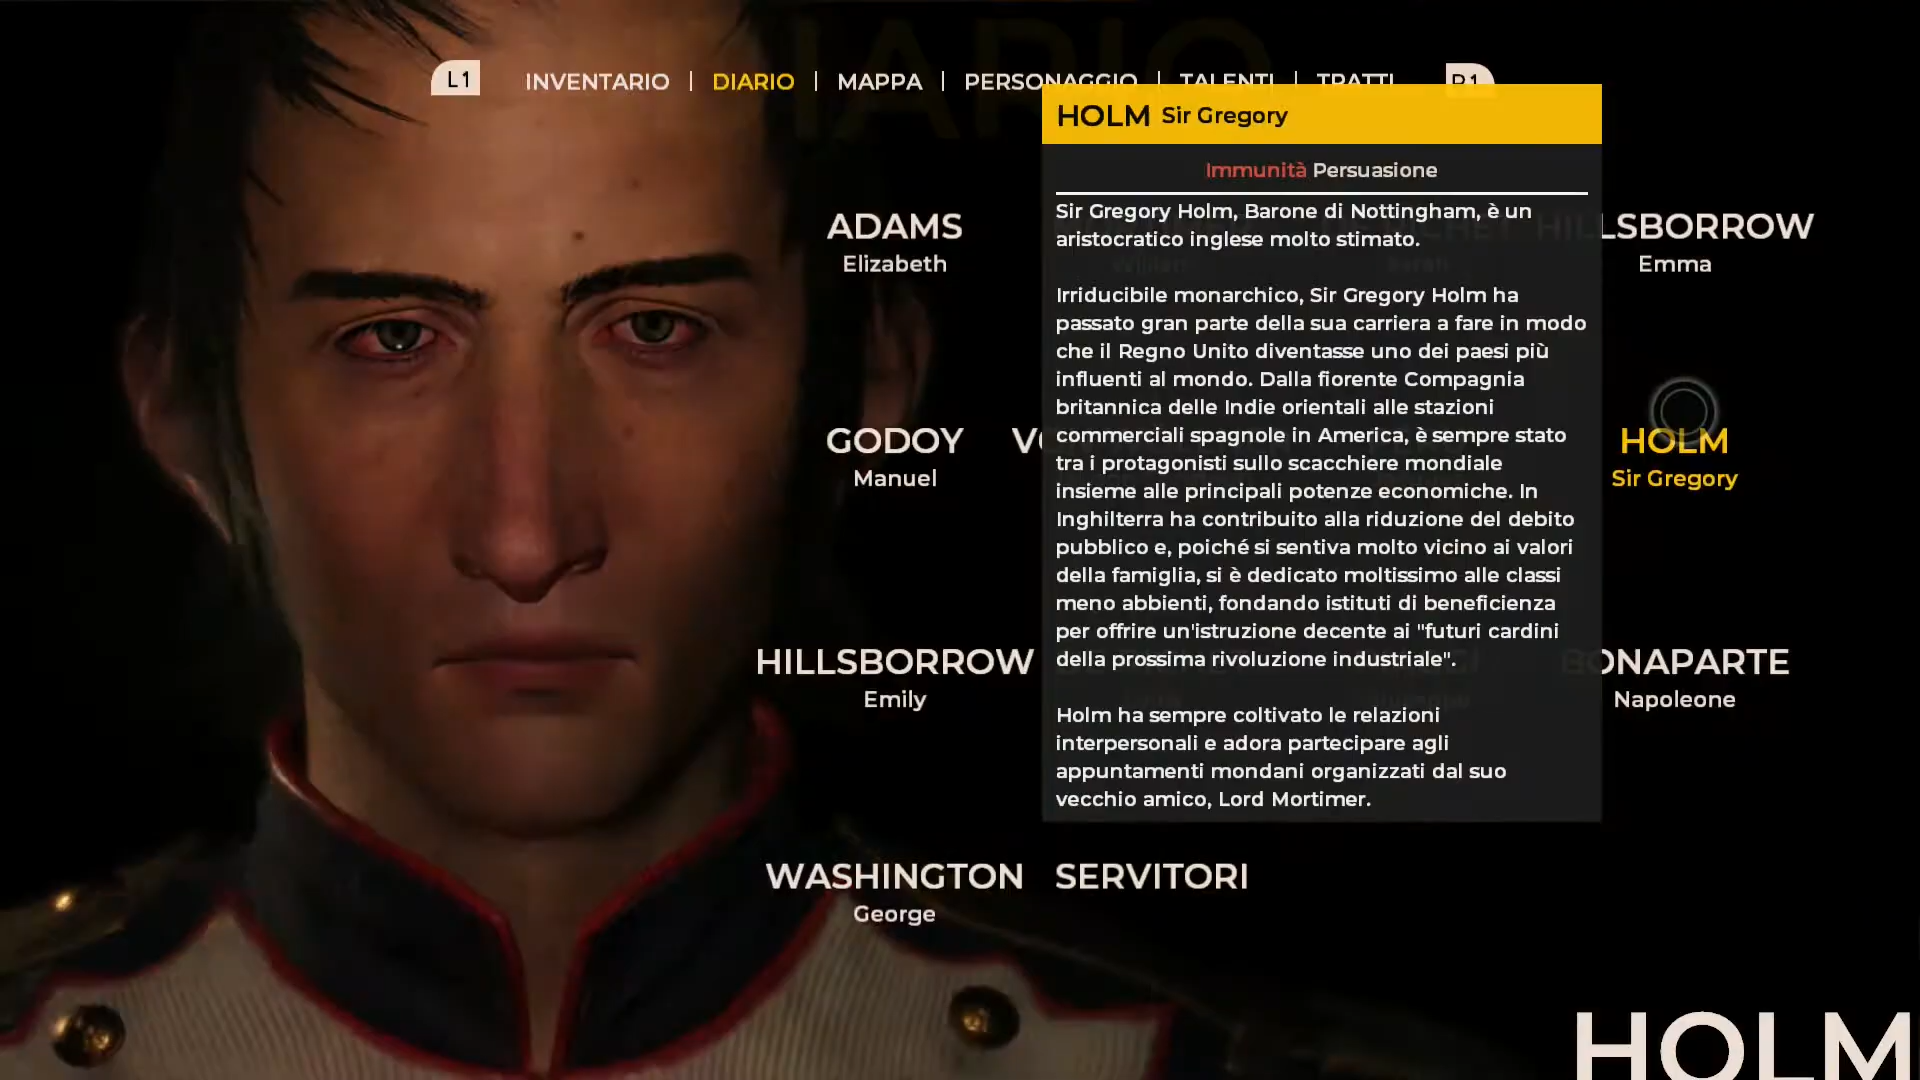 L1 INVENTARIO | DIARIO | MAPPA | PERSONAGGIO | TALENTI | TRATTI R1
DIARIO
HOLM Sir Gregory
Immunità Persuasione
Sir Gregory Holm, Barone di Nottingham, è un
aristocratico inglese molto stimato.
Irriducibile monarchico, Sir Gregory Holm ha
passato gran parte della sua carriera a fare in modo
che il Regno Unito diventasse uno dei paesi più
influenti al mondo. Dalla fiorente Compagnia
britannica delle Indie orientali alle stazioni
commerciali spagnole in America, è sempre stato
tra i protagonisti sullo scacchiere mondiale
insieme alle principali potenze economiche. In
Inghilterra ha contribuito alla riduzione del debito
pubblico e, poiché si sentiva molto vicino ai valori
della famiglia, si è dedicato moltissimo alle classi
meno abbienti, fondando istituti di beneficienza
per offrire un'istruzione decente ai "futuri cardini
della prossima rivoluzione industriale".
Holm ha sempre coltivato le relazioni
interpersonali e adora partecipare agli
appuntamenti mondani organizzati dal suo
vecchio amico, Lord Mortimer.
ADAMS
Elizabeth
HILLSBORROW
Emma
GODOY
Manuel
HOLM
Sir Gregory
HILLSBORROW
Emily
BONAPARTE
Napoleone
WASHINGTON
George
SERVITORI
HOLM